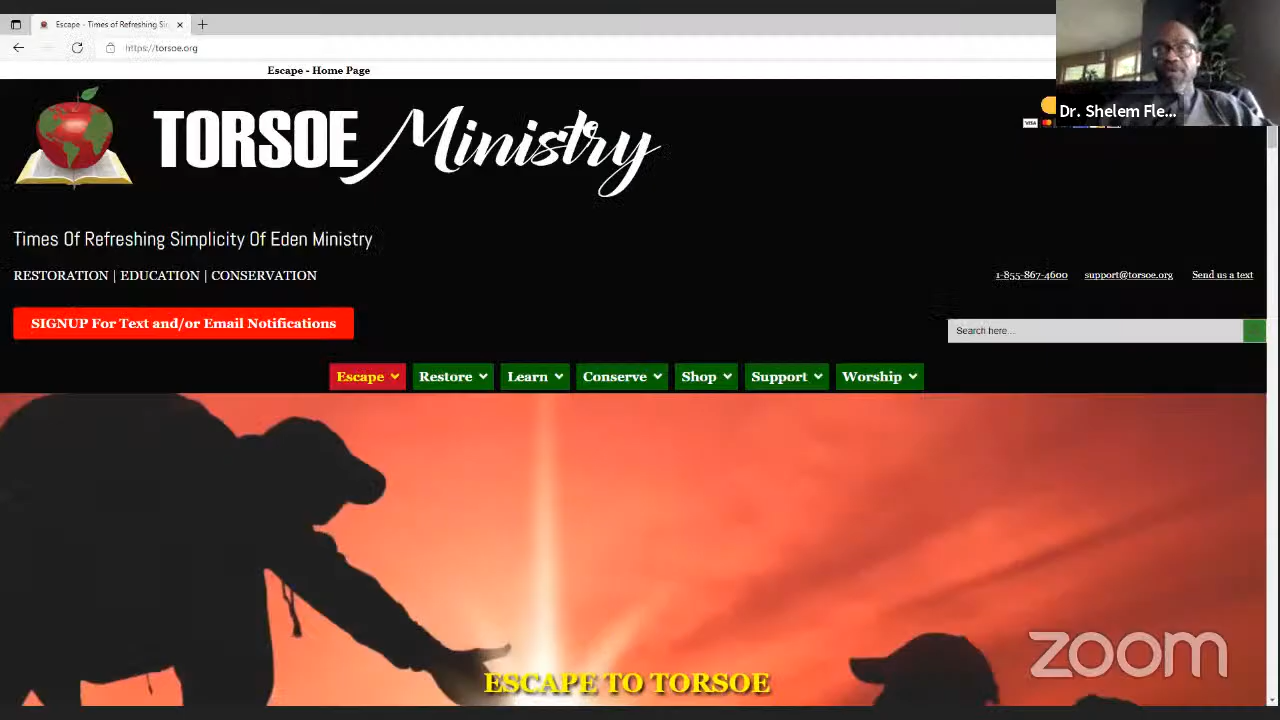 Escape - Times of Refreshing Si
https://torsoe.org
Escape - Home Page
TORSOE Ministry
VISA
Dr. Shelem Fle...
Times Of Refreshing Simplicity Of Eden Ministry
RESTORATION | EDUCATION | CONSERVATION
1-855-867-4600 support@torsoe.org Send us a text
SIGNUP For Text and/or Email Notifications
Search here...
Escape Restore Learn Conserve Shop Support Worship
zoom
ESCAPE TO TORSOE